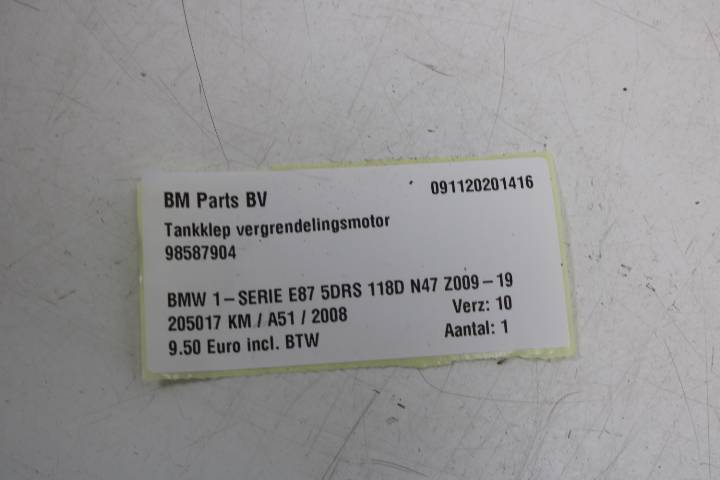 BM Parts BV 091120201416
Tankklep vergrendelingsmotor
98587904
BMW 1-SERIE E87 5DRS 118D N47 Z009-19
205017 KM / A51 / 2008 Verz: 10
9.50 Euro incl. BTW Aantal: 1